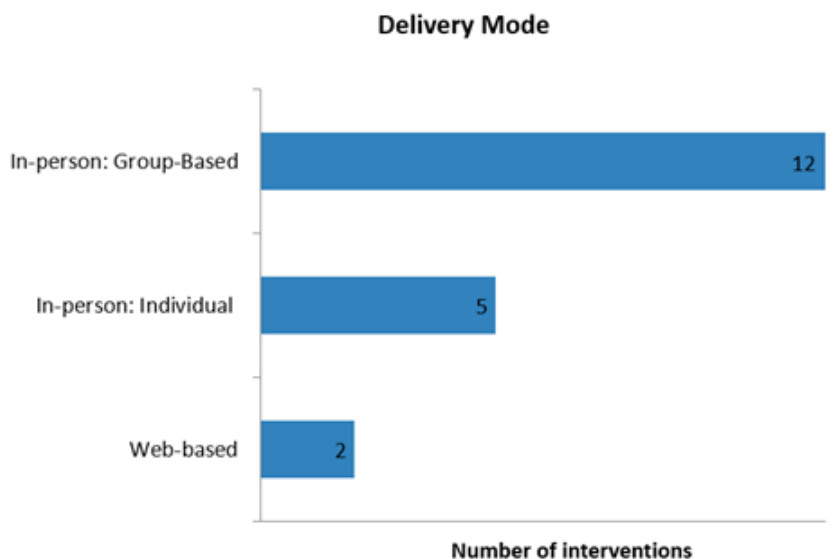 Delivery Mode
In-person: Group-Based
12
In-person: Individual
5
Web-based
2
Number of interventions